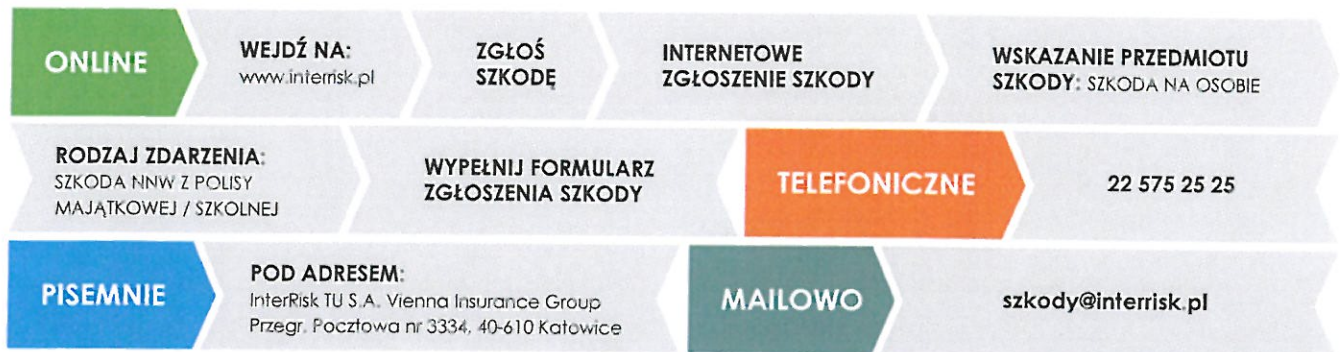 ONLINE
WEJDŹ NA:
www.interrisk.pl
ZGŁOŚ
SZKODĘ
INTERNETOWE
ZGŁOSZENIE SZKODY
WSKAZANIE PRZEDMIOTU
SZKODY: SZKODA NA OSOBIE
RODZAJ ZDARZENIA:
SZKODA NNW Z POLISY
MAJĄTKOWEJ / SZKOLNEJ
WYPEŁNIJ FORMULARZ
ZGŁOSZENIA SZKODY
TELEFONICZNE
22 575 25 25
PISEMNIE
POD ADRESEM:
InterRisk TU S.A. Vienna Insurance Group
Przegr. Pocztowa nr 3334, 40-610 Katowice
MAILOWO
szkody@interrisk.pl